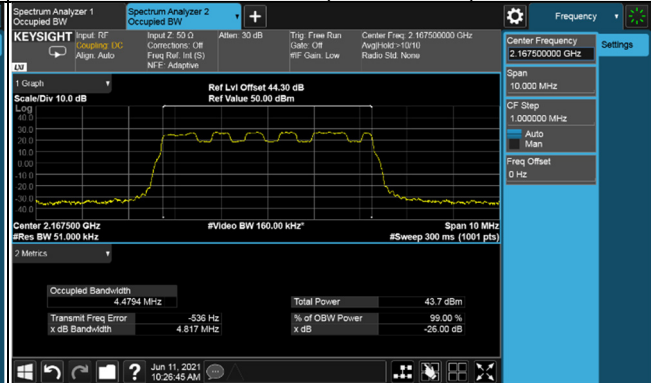 Spectrum Analyzer 1
Occupied BW
Spectrum Analyzer 2
Occupied BW
Frequency
KEYSIGHT
Input: RF
Coupling: DC
Align: Auto
Input Z: 50 Ω
Corrections: Off
Freq Ref: Int (S)
NFE: Adaptive
Atten: 30 dB
Trig: Free Run
Gate: Off
#IF Gain: Low
Center Freq: 2.167500000 GHz
Avg|Hold:>10/10
Radio Std: None
LXI
Center Frequency
2.167500000 GHz
Settings
Span
10.000 MHz
CF Step
1.000000 MHz
Auto
Man
Freq Offset
0 Hz
1 Graph
Scale/Div 10.0 dB
Ref Lvl Offset 44.30 dB
Ref Value 50.00 dBm
Log
40.0
30.0
20.0
10.0
0.00
-10.0
-20.0
-30.0
-40.0
Center 2.167500 GHz
#Res BW 51.000 kHz
#Video BW 160.00 kHz*
Span 10 MHz
#Sweep 300 ms (1001 pts)
2 Metrics
Occupied Bandwidth
4.4794 MHz
Transmit Freq Error -536 Hz
x dB Bandwidth 4.817 MHz
Total Power 43.7 dBm
% of OBW Power 99.00 %
x dB -26.00 dB
?
Jun 11, 2021
10:26:45 AM